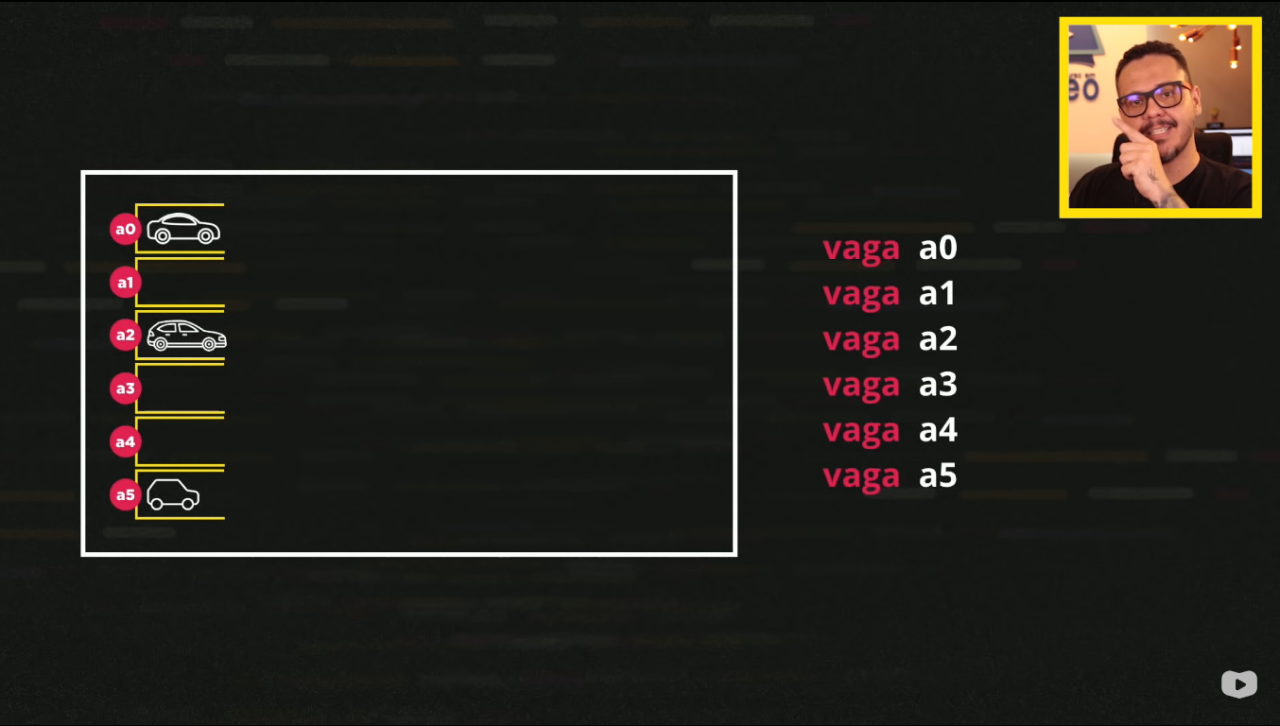 a0
a1
a2
a3
a4
a5
vaga a0
vaga a1
vaga a2
vaga a3
vaga a4
vaga a5